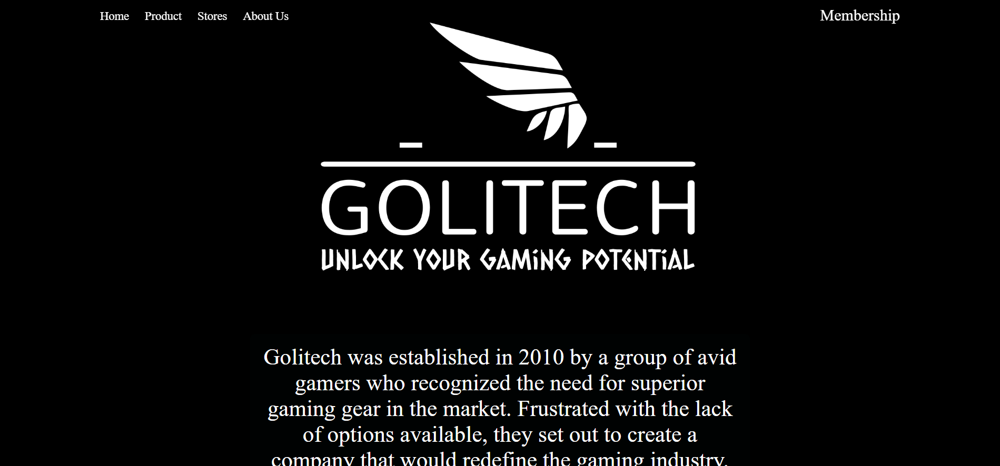 Home Product Stores About Us Membership
GOLITECH
UNLOCK YOUR GAMING POTENTIAL
Golitech was established in 2010 by a group of avid
gamers who recognized the need for superior
gaming gear in the market. Frustrated with the lack
of options available, they set out to create a
company that would redefine the gaming industry.